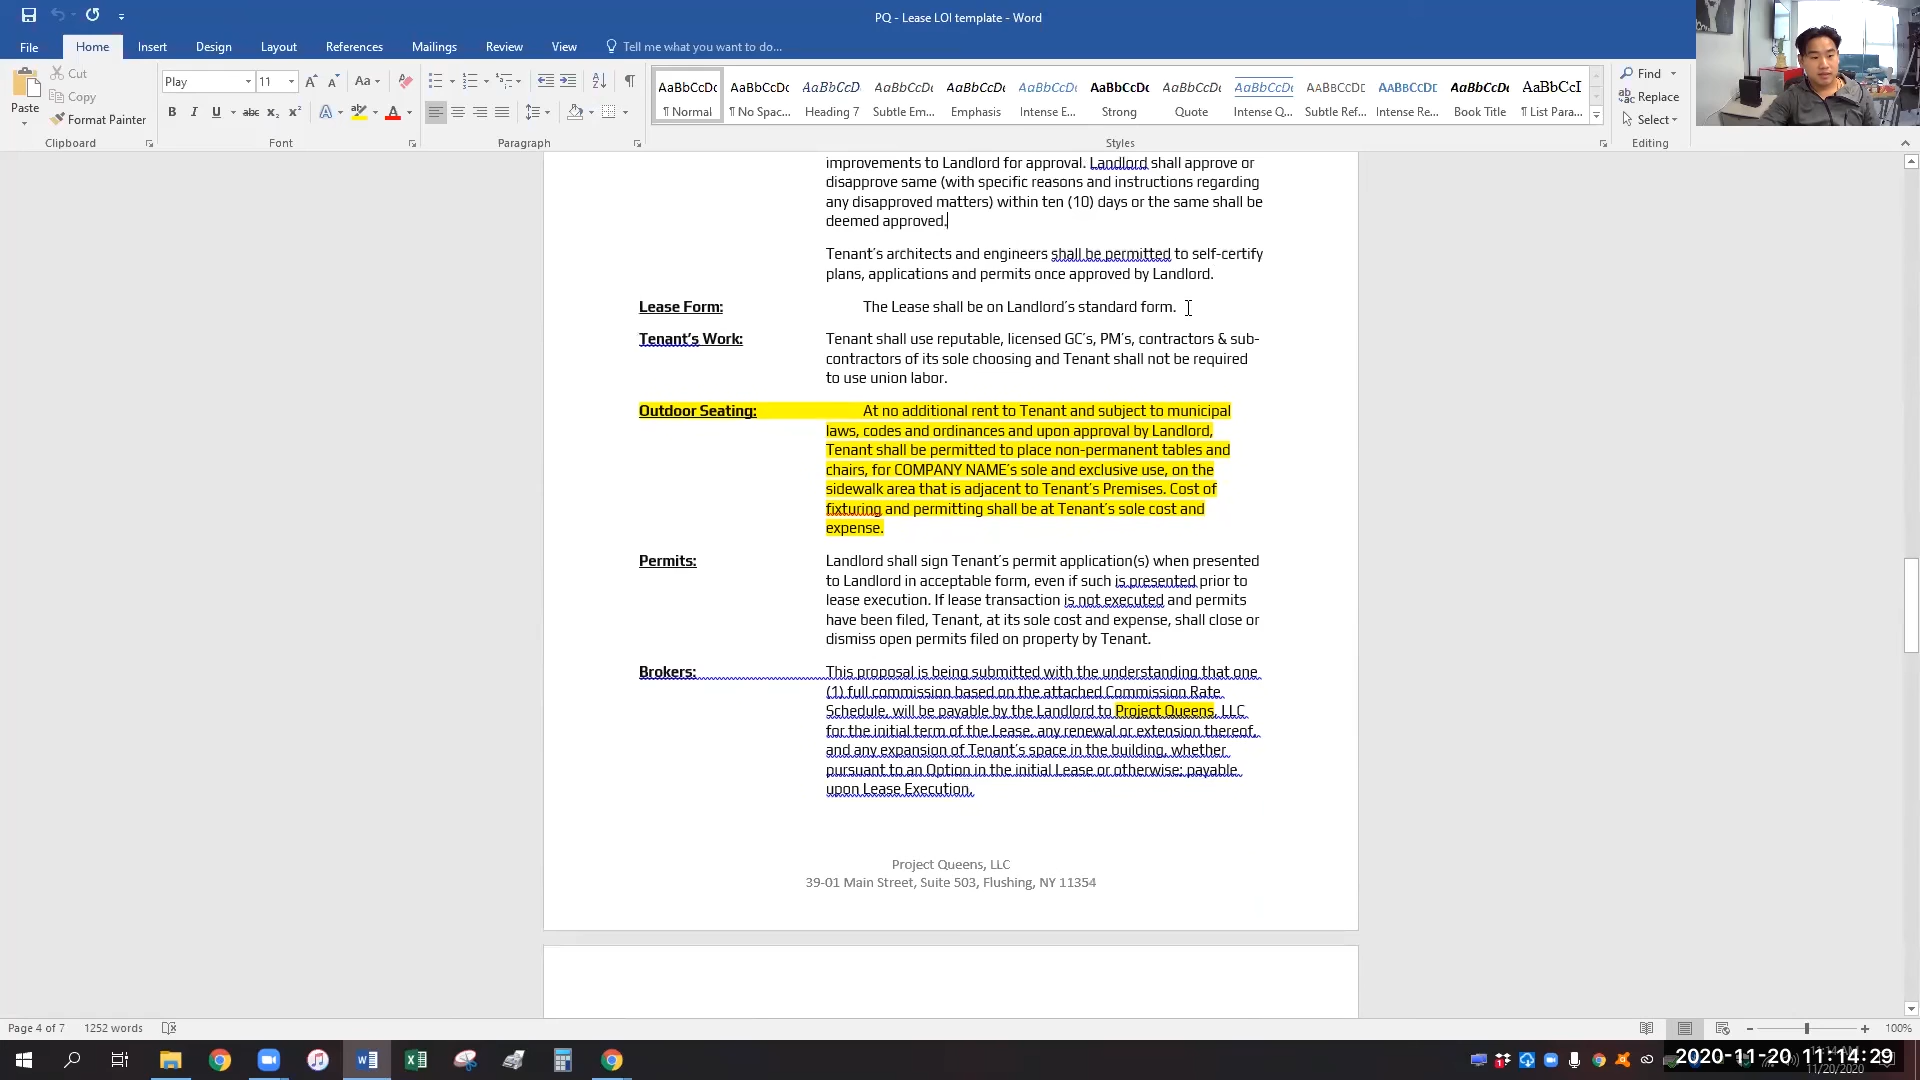 PQ - Lease LOI template - Word
File Home Insert Design Layout References Mailings Review View Tell me what you want to do...
Paste
Cut
Copy
Format Painter
Clipboard
Play 11
Font
Paragraph
AaBbCcDc AaBbCcDc AaBbCcD AaBbCcDc AaBbCcDc AaBbCcDc AaBbCcDc AaBbCcDc AaBbCcDc AABBCCDE AABBCCDE AaBbCcDc AaBbCcI
¶ Normal ¶ No Spac... Heading 7 Subtle Em... Emphasis Intense E... Strong Quote Intense Q... Subtle Ref... Intense Re... Book Title ¶ List Para...
Styles
Find
Replace
Select
Editing
improvements to Landlord for approval. Landlord shall approve or
disapprove same (with specific reasons and instructions regarding
any disapproved matters) within ten (10) days or the same shall be
deemed approved.
Tenant's architects and engineers shall be permitted to self-certify
plans, applications and permits once approved by Landlord.
Lease Form: The Lease shall be on Landlord's standard form.
Tenant's Work: Tenant shall use reputable, licensed GC's, PM's, contractors & sub-
contractors of its sole choosing and Tenant shall not be required
to use union labor.
Outdoor Seating: At no additional rent to Tenant and subject to municipal
laws, codes and ordinances and upon approval by Landlord,
Tenant shall be permitted to place non-permanent tables and
chairs, for COMPANY NAME's sole and exclusive use, on the
sidewalk area that is adjacent to Tenant's Premises. Cost of
fixturing and permitting shall be at Tenant's sole cost and
expense.
Permits: Landlord shall sign Tenant's permit application(s) when presented
to Landlord in acceptable form, even if such is presented prior to
lease execution. If lease transaction is not executed and permits
have been filed, Tenant, at its sole cost and expense, shall close or
dismiss open permits filed on property by Tenant.
Brokers: This proposal is being submitted with the understanding that one
(1) full commission based on the attached Commission Rate
Schedule, will be payable by the Landlord to Project Queens, LLC
for the initial term of the Lease, any renewal or extension thereof,
and any expansion of Tenant's space in the building, whether
pursuant to an Option in the initial Lease or otherwise; payable
upon Lease Execution.
Project Queens, LLC
39-01 Main Street, Suite 503, Flushing, NY 11354
Page 4 of 7 1252 words
100%
2020-11-20 11:14:29
11/20/2020